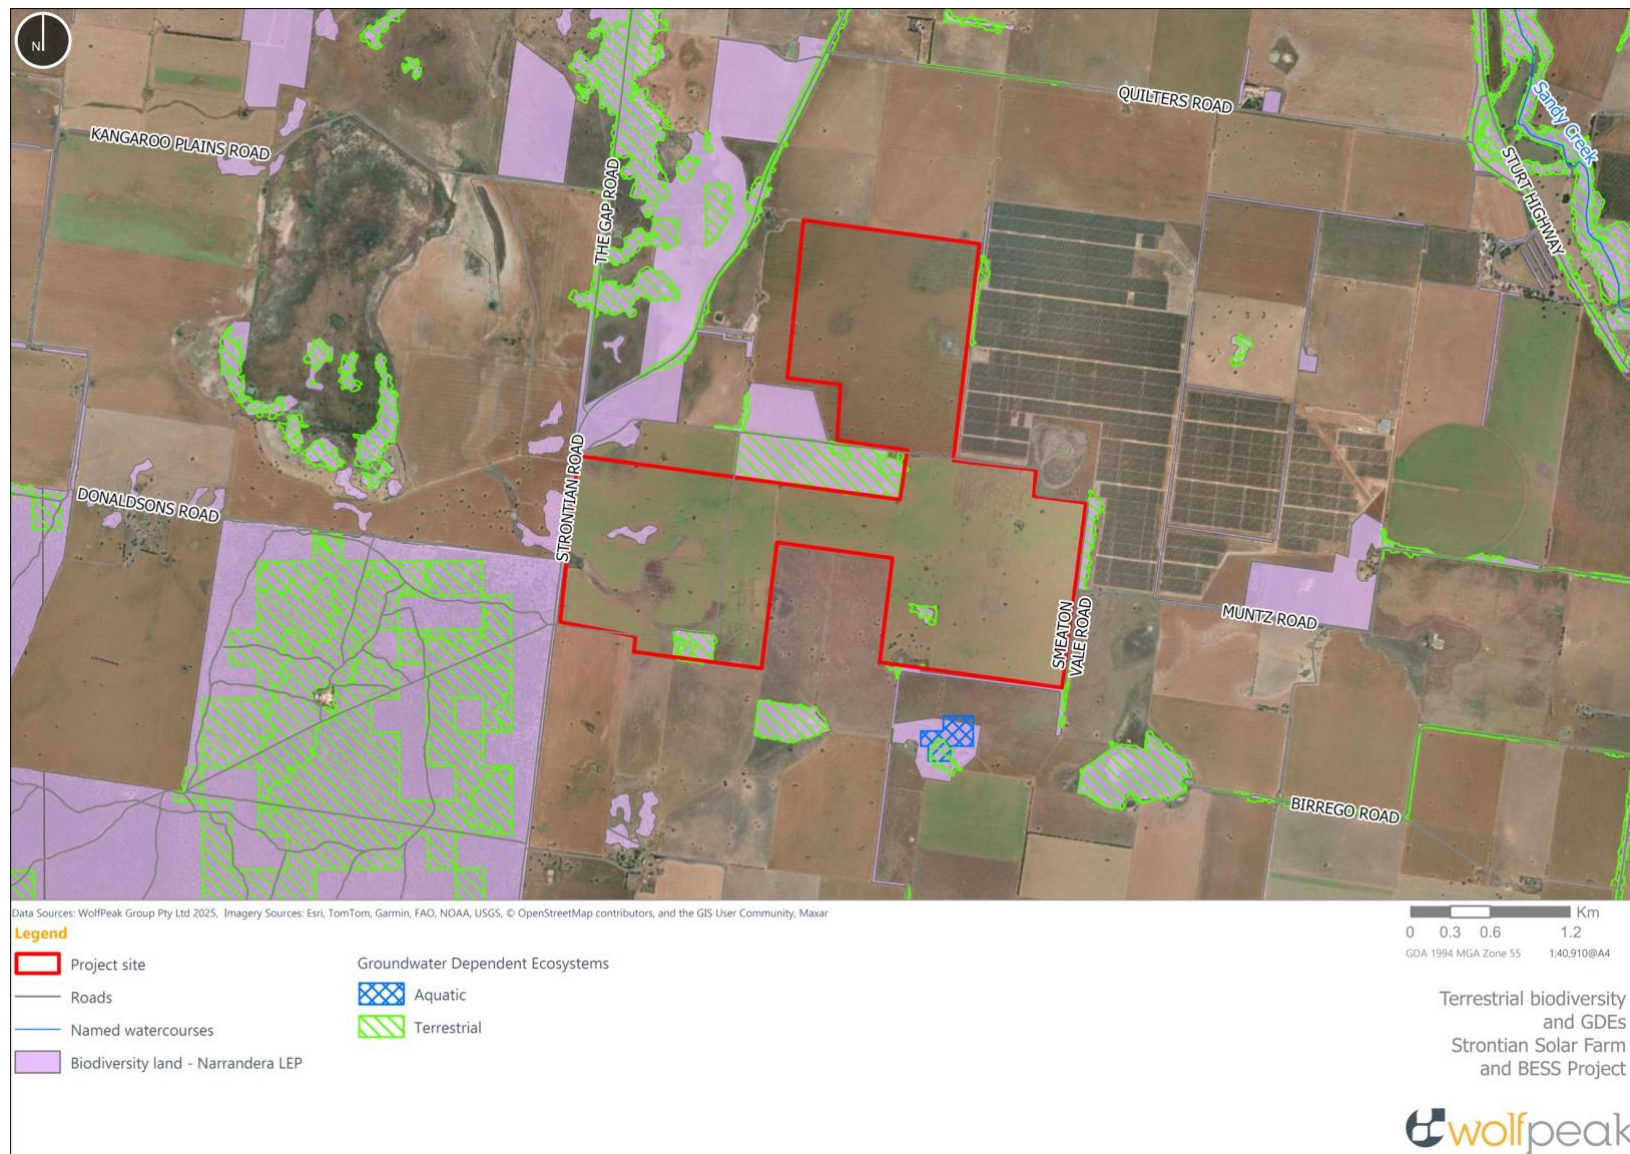 N
QUILTERS ROAD
Sandy Creek
KANGAROO PLAINS ROAD
STURT HIGHWAY
THE GAP ROAD
STRONTIAN ROAD
DONALDSONS ROAD
SMEATON
VALE ROAD
MUNTZ ROAD
BIRREGO ROAD
Data Sources: WolfPeak Group Pty Ltd 2025, Imagery Sources: Esri, TomTom, Garmin, FAO, NOAA, USGS, © OpenStreetMap contributors, and the GIS User Community, Maxar
Legend
Project site
Roads
Named watercourses
Biodiversity land - Narrandera LEP
Groundwater Dependent Ecosystems
Aquatic
Terrestrial
Km
0 0.3 0.6 1.2
GDA 1994 MGA Zone 55 1:40,910@A4
Terrestrial biodiversity
and GDEs
Strontian Solar Farm
and BESS Project
wolfpeak